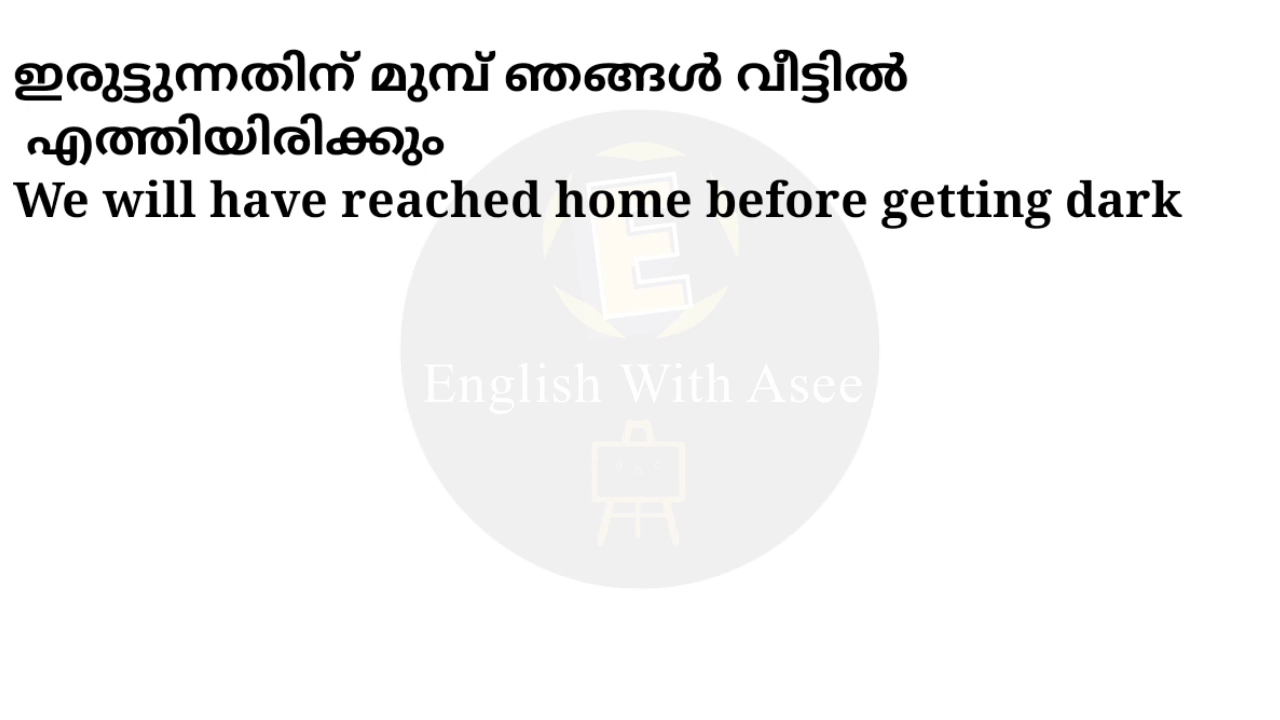 ഇരുട്ടുന്നതിന് മുമ്പ് ഞങ്ങൾ വീട്ടിൽ
എത്തിയിരിക്കും
We will have reached home before getting dark
E
English With Asee